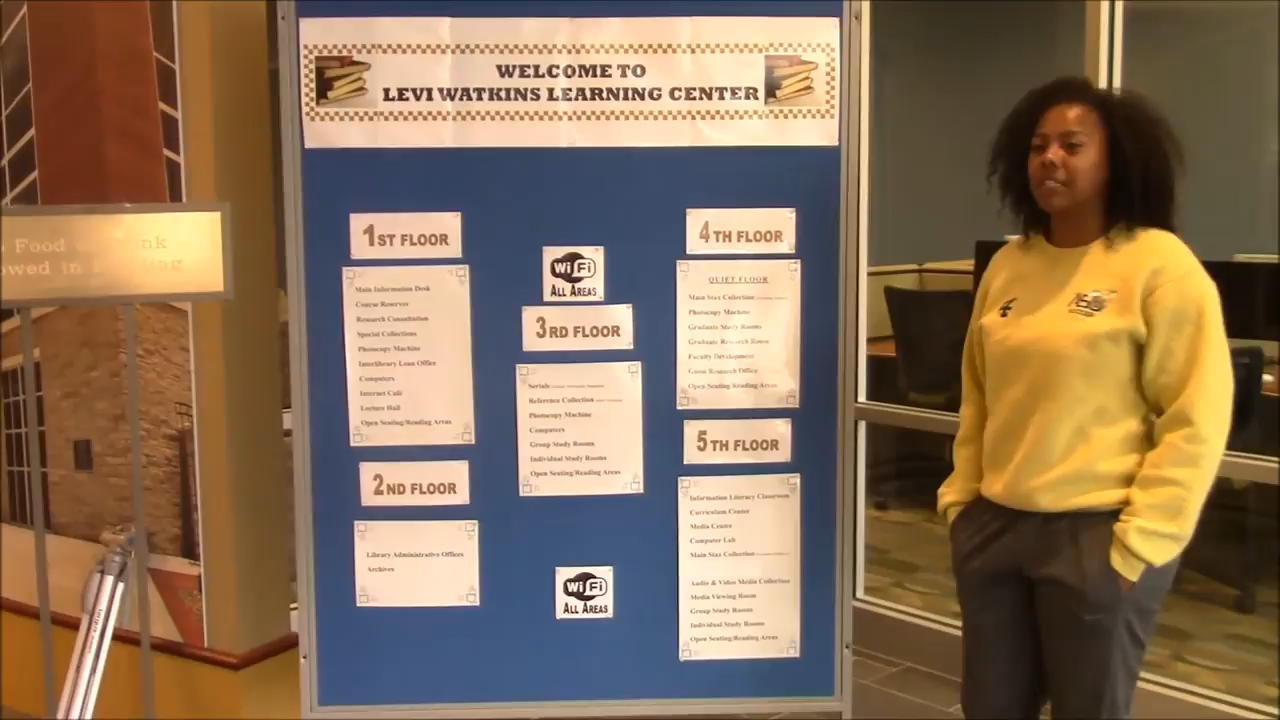 WELCOME TO
LEVI WATKINS LEARNING CENTER
Food
1ST FLOOR
Main Information Desk
Course Reserves
Research Consultation
Special Collections
Photocopy Machine
Interlibrary Loan Office
Computers
Internet Café
Lecture Hall
Open Seating/Reading Areas
2ND FLOOR
Library Administrative Offices
Archives
WiFi
ALL AREAS
3RD FLOOR
Serials
Reference Collection
Photocopy Machine
Computers
Group Study Rooms
Individual Study Rooms
Open Seating/Reading Areas
WiFi
ALL AREAS
4TH FLOOR
QUIET FLOOR
Main Stax Collection
Photocopy Machine
Graduate Study Rooms
Graduate Research Room
Faculty Development
Guest Research Office
Open Seating/Reading Areas
5TH FLOOR
Information Literacy Classroom
Curriculum Center
Media Center
Computer Lab
Main Stax Collection
Audio & Video Media Collection
Media Viewing Room
Group Study Rooms
Individual Study Rooms
Open Seating/Reading Areas
ASU